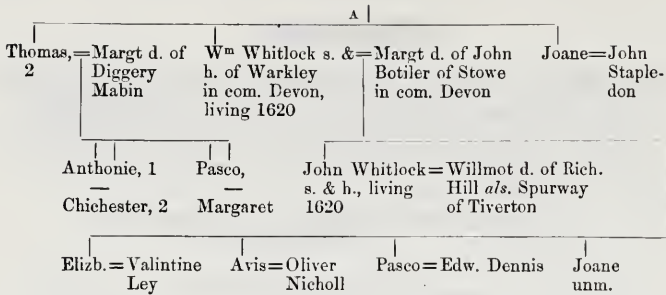 A
Thomas, = Margt d. of Wm Whitlock s. & = Margt d. of John Joane = John
2 Diggery h. of Warkley Botiler of Stowe Staple-
Mabin in com. Devon, in com. Devon don
living 1620
Anthonie, 1 Pasco, John Whitlock = Willmot d. of Rich.
— — s. & h., living Hill als. Spurway
Chichester, 2 Margaret 1620 of Tiverton
Elizb. = Valintine Avis = Oliver Pasco = Edw. Dennis Joane
Ley Nicholl unm.